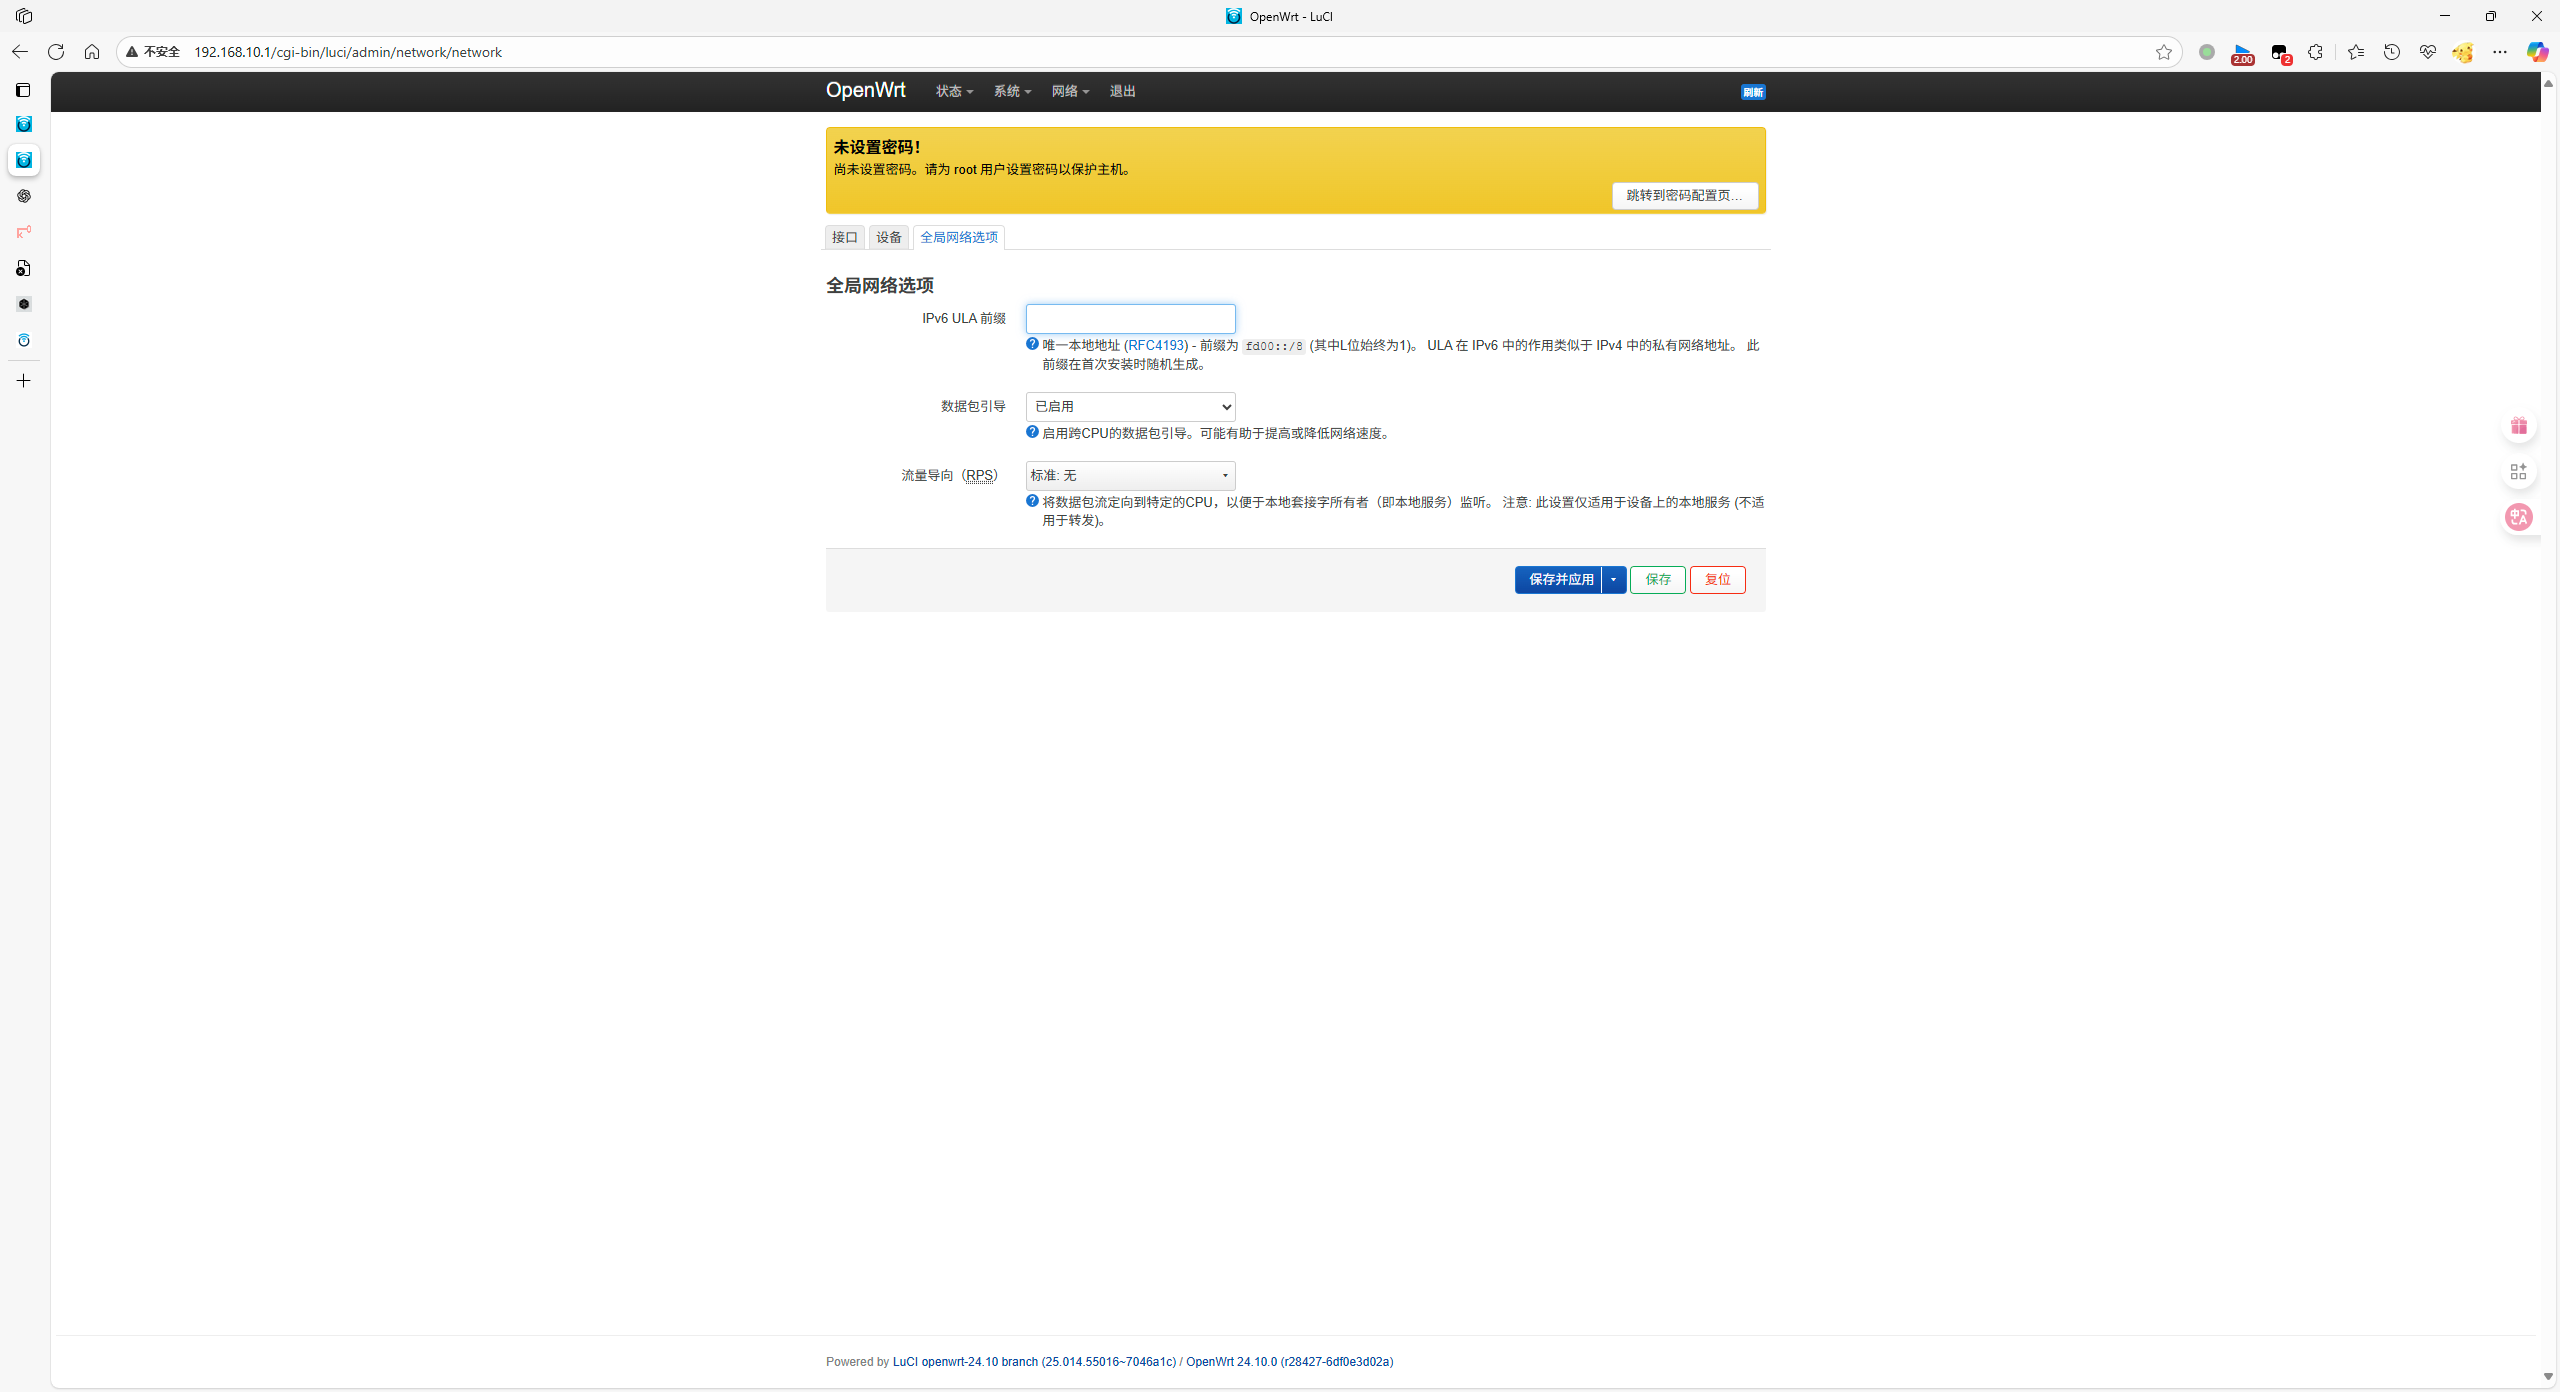 OpenWrt - LuCI
不安全 192.168.10.1/cgi-bin/luci/admin/network/network
2.00
2
OpenWrt 状态 系统 网络 退出 刷新
未设置密码！
尚未设置密码。请为 root 用户设置密码以保护主机。
跳转到密码配置页…
接口 设备 全局网络选项
全局网络选项
IPv6 ULA 前缀
唯一本地地址 (RFC4193) - 前缀为 fd00::/8 (其中L位始终为1)。 ULA 在 IPv6 中的作用类似于 IPv4 中的私有网络地址。 此
前缀在首次安装时随机生成。
数据包引导 已启用
启用跨CPU的数据包引导。可能有助于提高或降低网络速度。
流量导向（RPS） 标准: 无
将数据包流定向到特定的CPU，以便于本地套接字所有者（即本地服务）监听。 注意: 此设置仅适用于设备上的本地服务 (不适
用于转发)。
保存并应用 保存 复位
Powered by LuCI openwrt-24.10 branch (25.014.55016~7046a1c) / OpenWrt 24.10.0 (r28427-6df0e3d02a)